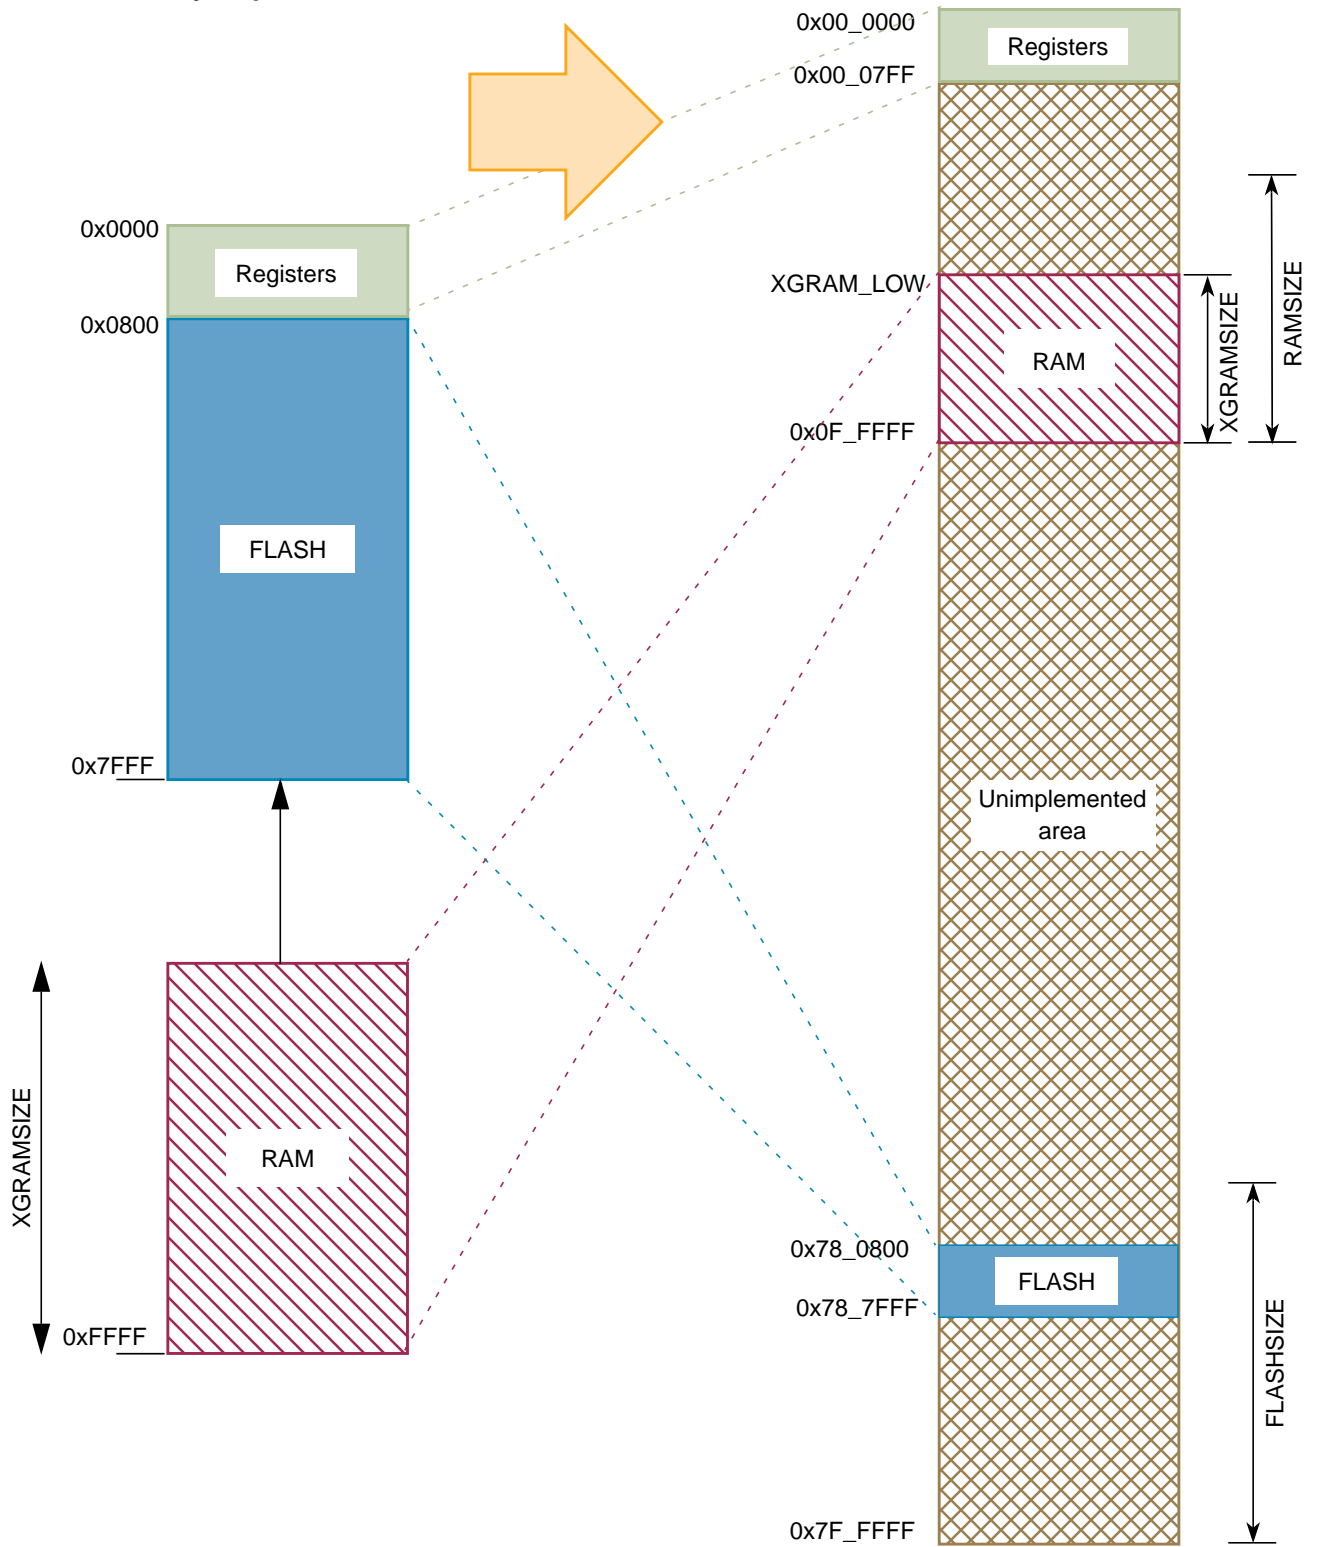 0x00_0000
Registers
0x00_07FF
0x0000
Registers
0x0800
XGRAM_LOW
RAM
XGRAMSIZE
RAMSIZE
0x0F_FFFF
FLASH
0x7FFF
Unimplemented
area
XGRAMSIZE
RAM
0xFFFF
0x78_0800
FLASH
0x78_7FFF
FLASHSIZE
0x7F_FFFF